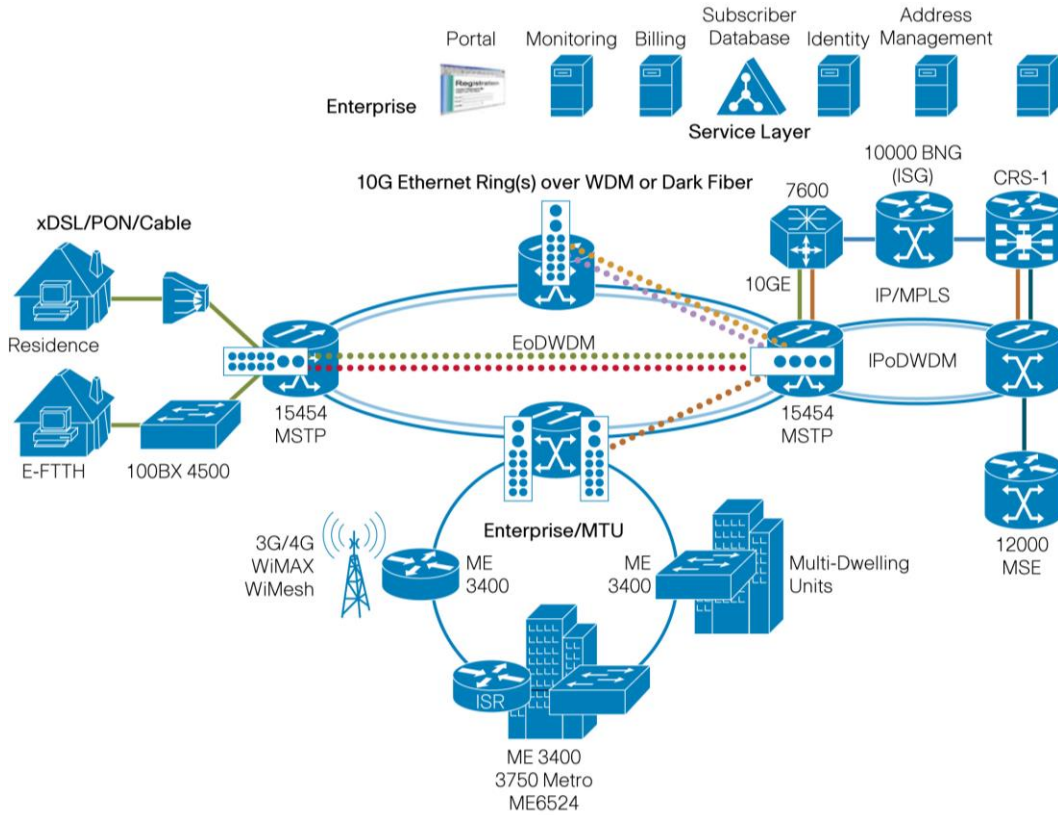 Portal
Monitoring
Billing
Subscriber
Database
Identity
Address
Management
Registration
Enterprise
Service Layer
10G Ethernet Ring(s) over WDM or Dark Fiber
10000 BNG
(ISG)
7600
CRS-1
xDSL/PON/Cable
10GE
IP/MPLS
Residence
EoDWDM
IPoDWDM
15454
MSTP
15454
MSTP
E-FTTH
100BX 4500
Enterprise/MTU
3G/4G
WiMAX
WiMesh
ME
3400
ME
3400
Multi-Dwelling
Units
12000
MSE
ISR
ME 3400
3750 Metro
ME6524